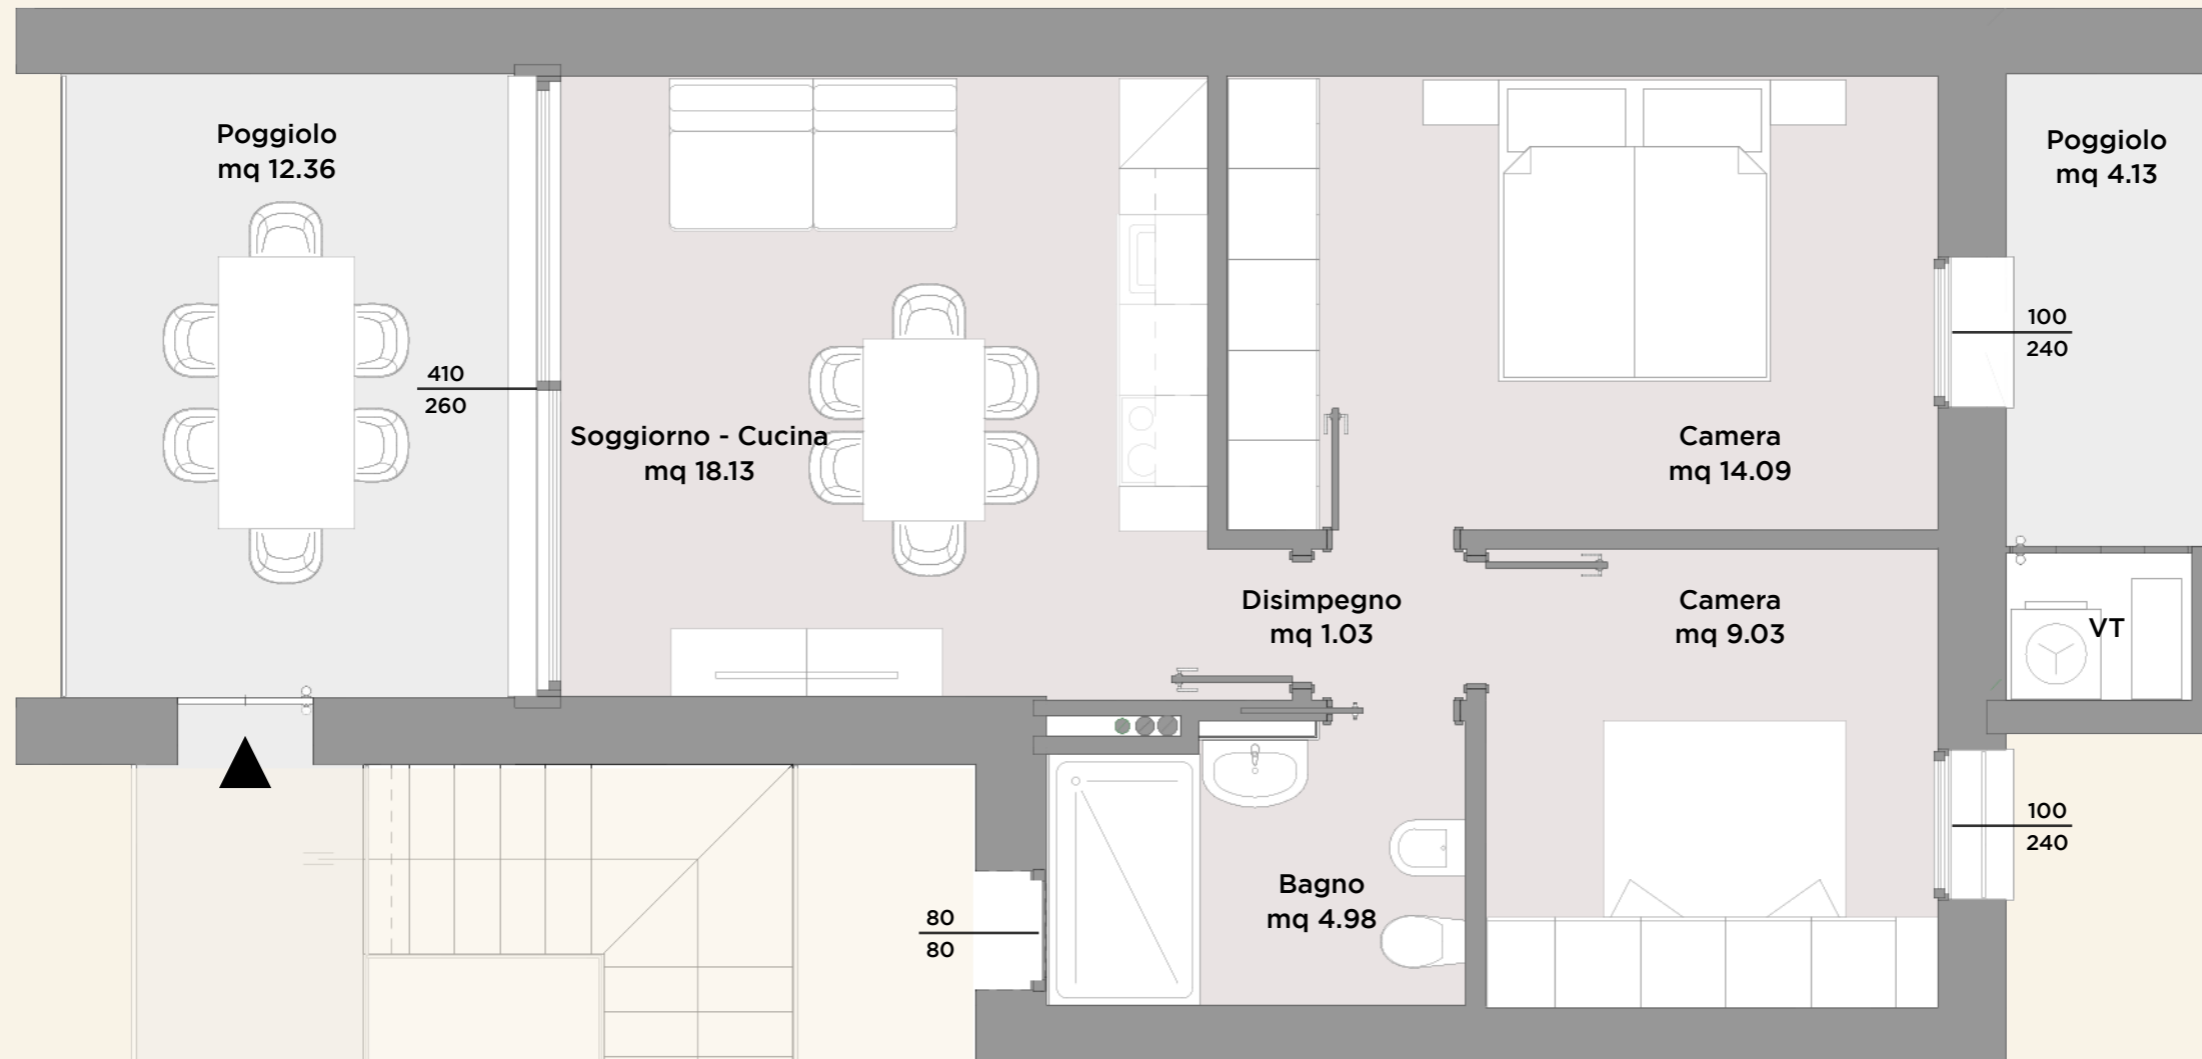 Poggiolo
mq 12.36
Poggiolo
mq 4.13
100
240
410
260
Soggiorno - Cucina
mq 18.13
Camera
mq 14.09
Disimpegno
mq 1.03
Camera
mq 9.03
VT
100
240
Bagno
mq 4.98
80
80